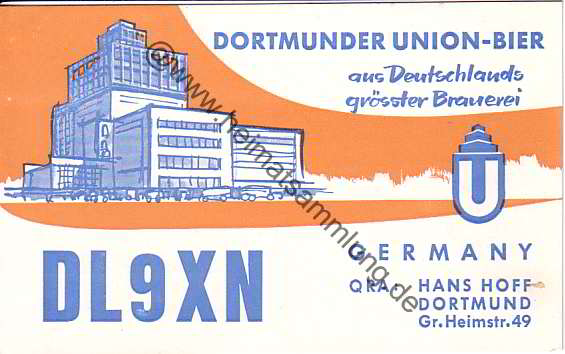 DORTMUNDER UNION-BIER
aus Deutschlands
grösster Brauerei
U
GERMANY
DL9XN
QRA: HANS HOFF
DORTMUND
Gr. Heimstr. 49
©www.heimatsammlung.de